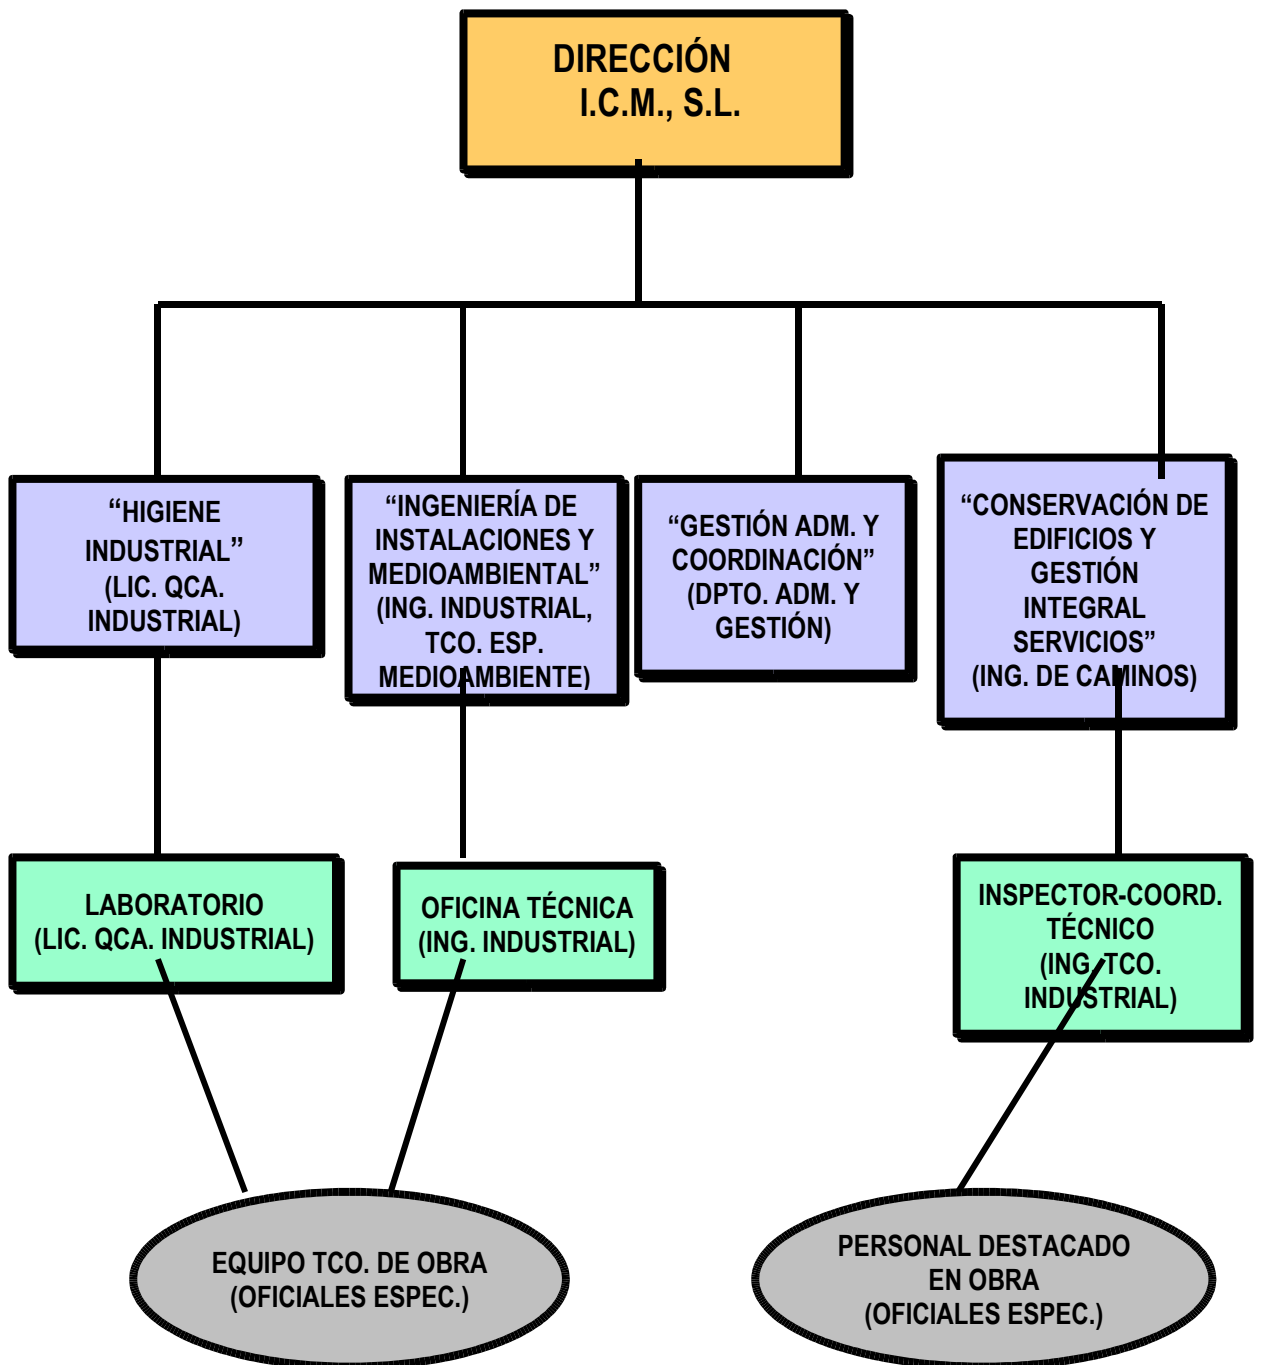 DIRECCIÓN
I.C.M., S.L.
“HIGIENE
INDUSTRIAL”
(LIC. QCA.
INDUSTRIAL)
“INGENIERÍA DE
INSTALACIONES Y
MEDIOAMBIENTAL”
(ING. INDUSTRIAL,
TCO. ESP.
MEDIOAMBIENTE)
“GESTIÓN ADM. Y
COORDINACIÓN”
(DPTO. ADM. Y
GESTIÓN)
“CONSERVACIÓN DE
EDIFICIOS Y
GESTIÓN
INTEGRAL
SERVICIOS”
(ING. DE CAMINOS)
LABORATORIO
(LIC. QCA. INDUSTRIAL)
OFICINA TÉCNICA
(ING. INDUSTRIAL)
INSPECTOR-COORD.
TÉCNICO
(ING. TCO.
INDUSTRIAL)
EQUIPO TCO. DE OBRA
(OFICIALES ESPEC.)
PERSONAL DESTACADO
EN OBRA
(OFICIALES ESPEC.)